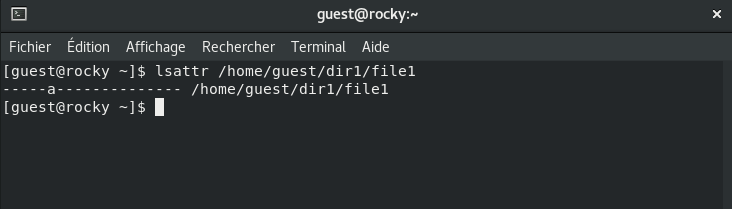 guest@rocky:~
Fichier Édition Affichage Rechercher Terminal Aide
[guest@rocky ~]$ lsattr /home/guest/dir1/file1
-----a-------------- /home/guest/dir1/file1
[guest@rocky ~]$